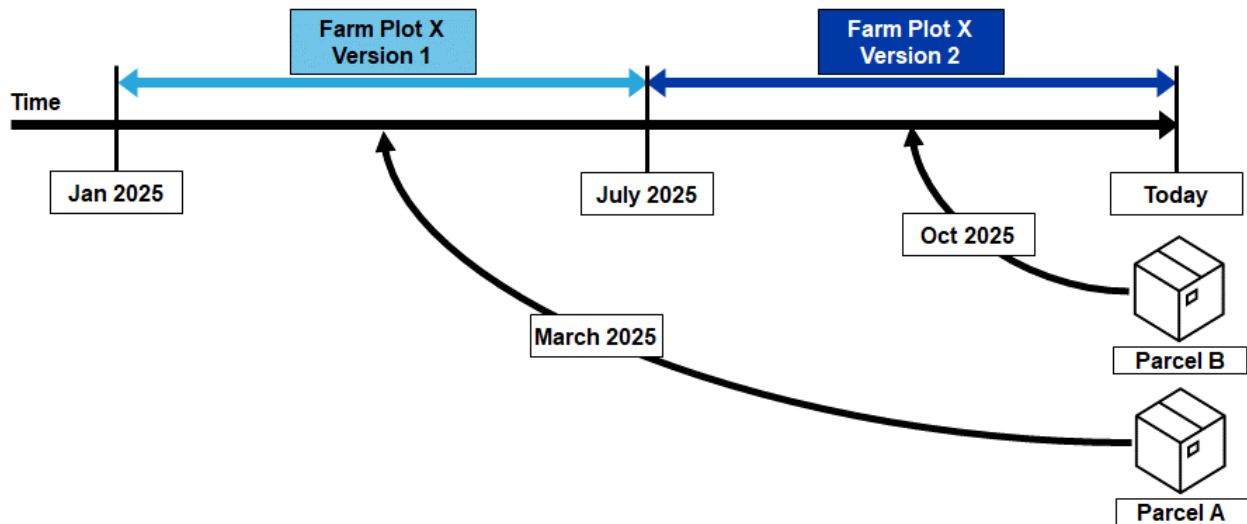 Farm Plot X
Version 1
Farm Plot X
Version 2
Time
Jan 2025
July 2025
Today
Oct 2025
March 2025
Parcel B
Parcel A